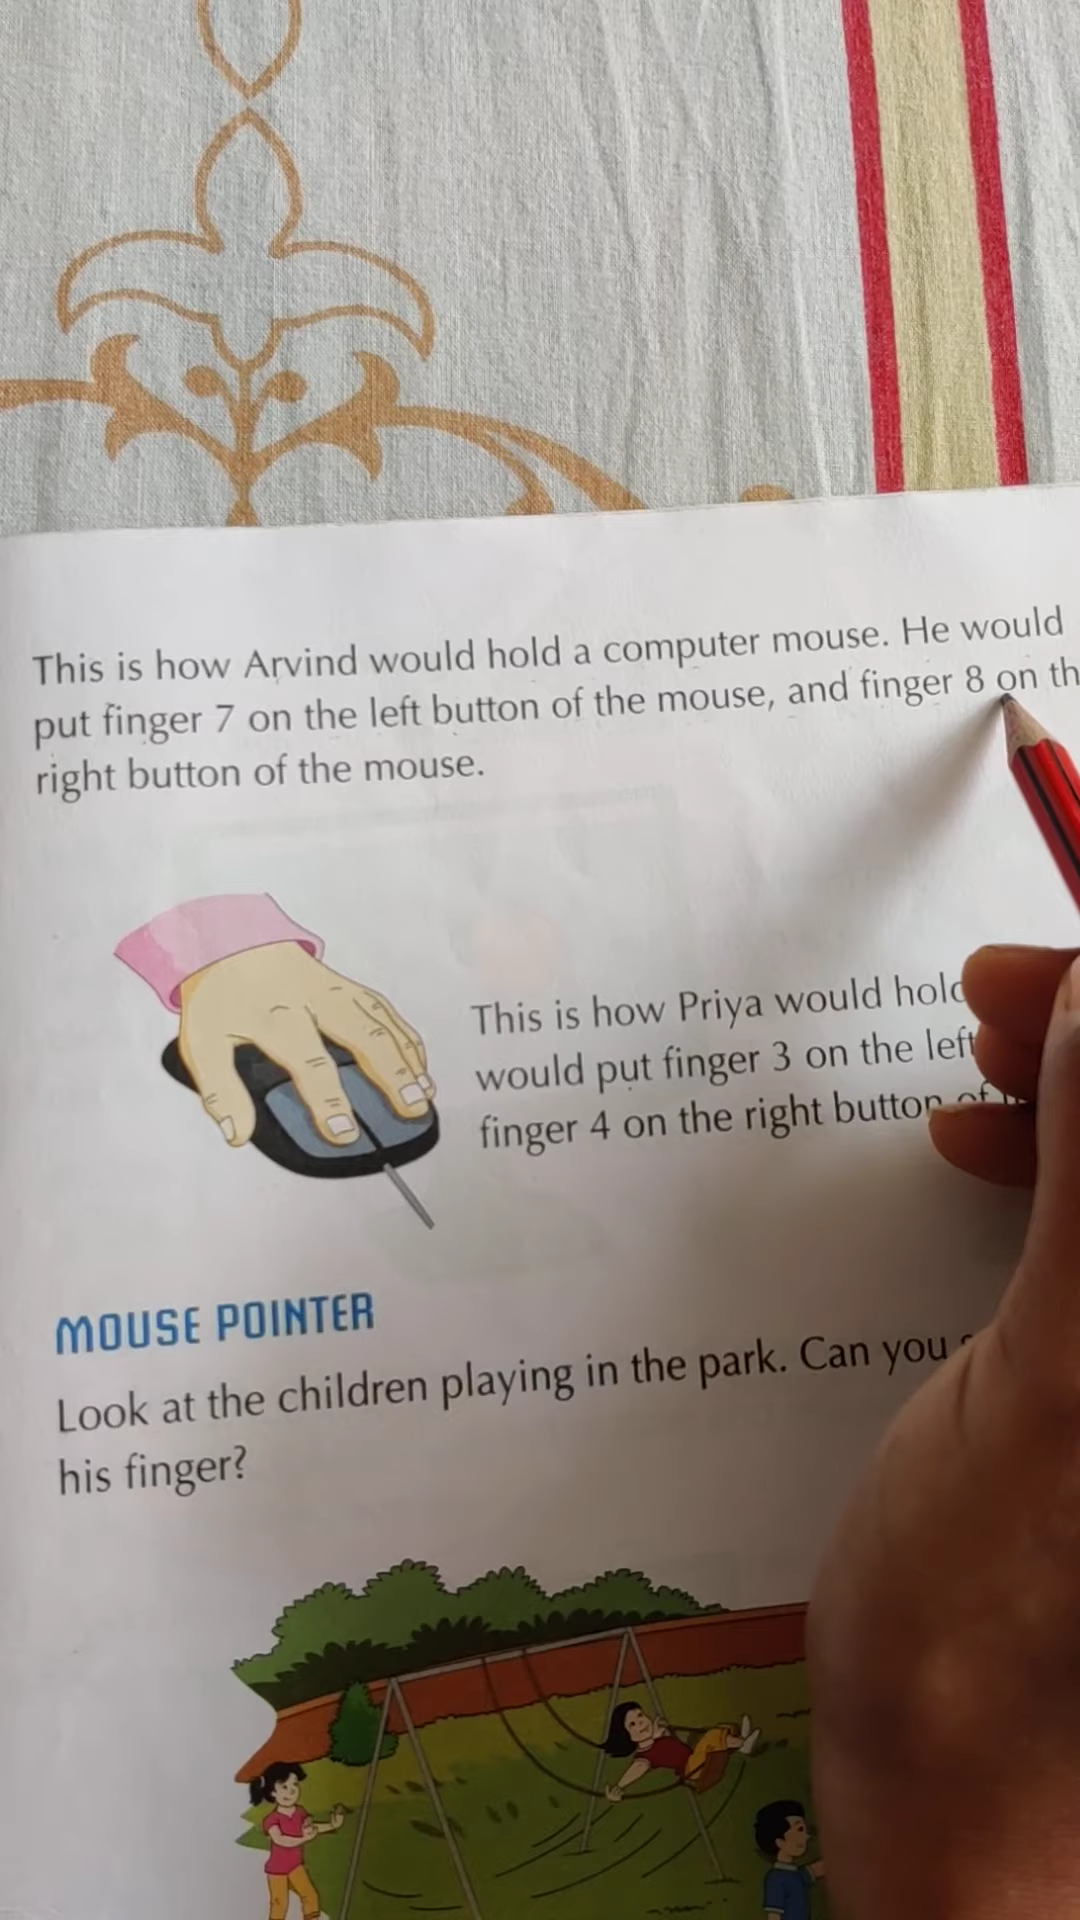 This is how Arvind would hold a computer mouse. He would
put finger 7 on the left button of the mouse, and finger 8 on th
right button of the mouse.
This is how Priya would hold
would put finger 3 on the left
finger 4 on the right button of
MOUSE POINTER
Look at the children playing in the park. Can you
his finger?